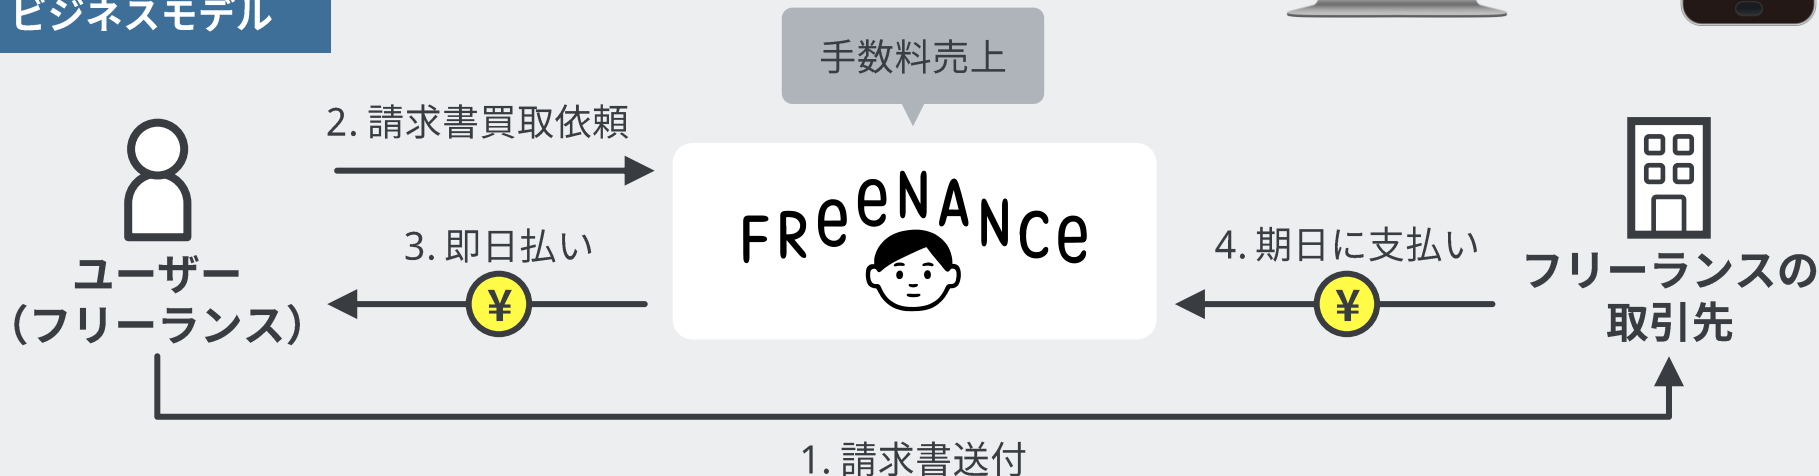 ビジネスモデル
手数料売上
2. 請求書買取依頼
FReeNANCe
3. 即日払い
¥
4. 期日に支払い
¥
ユーザー
（フリーランス）
フリーランスの
取引先
1. 請求書送付